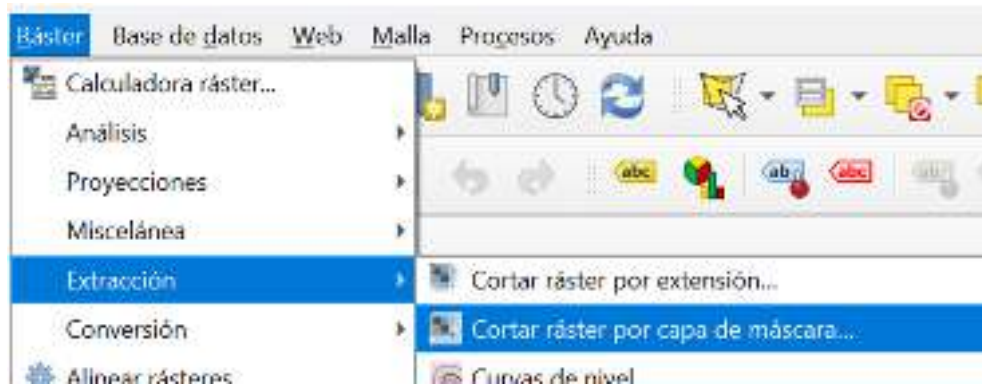 Ráster Base de datos Web Malla Procesos Ayuda
Calculadora ráster...
Análisis
Proyecciones
Miscelánea
abc abc
Extracción
Cortar ráster por extensión...
Conversión
Cortar ráster por capa de máscara...
Alinear rásteres
Curvas de nivel